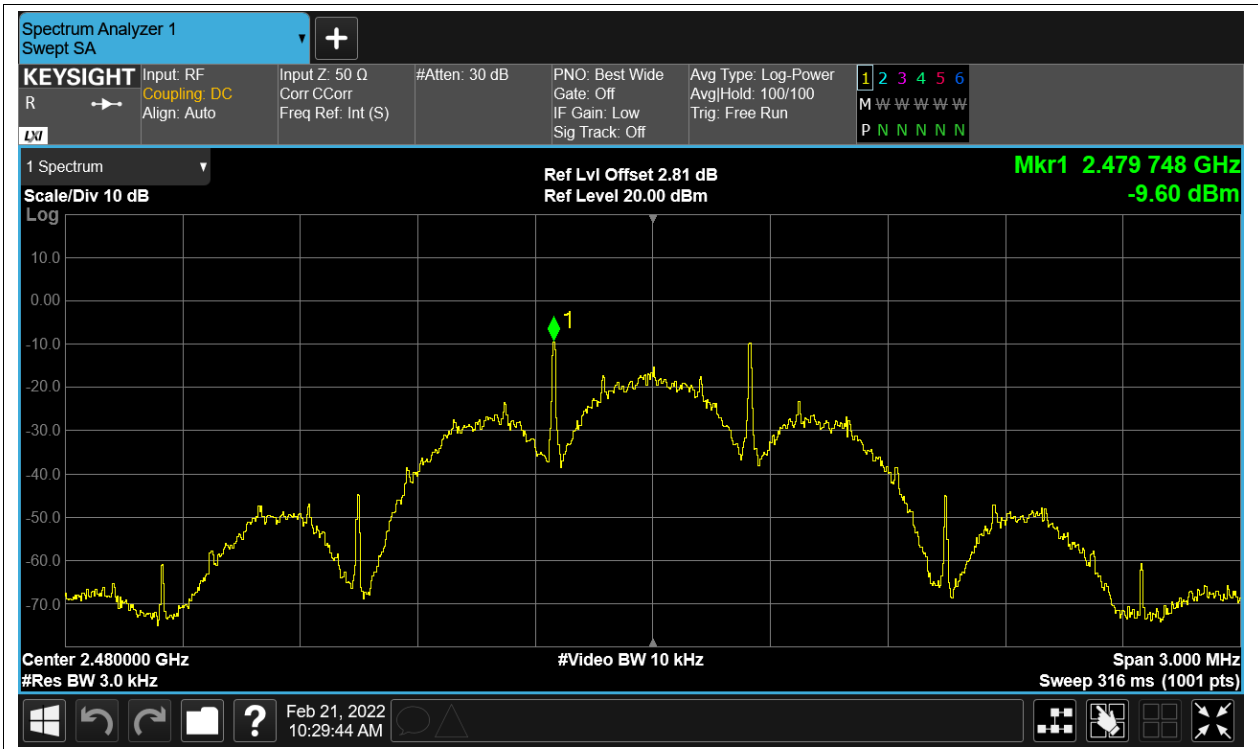 Spectrum Analyzer 1
Swept SA
KEYSIGHT
R
LXI
Input: RF
Coupling: DC
Align: Auto
Input Z: 50 Ω
Corr CCorr
Freq Ref: Int (S)
#Atten: 30 dB
PNO: Best Wide
Gate: Off
IF Gain: Low
Sig Track: Off
Avg Type: Log-Power
Avg|Hold: 100/100
Trig: Free Run
1 2 3 4 5 6
M W W W W W W
P N N N N N N
1 Spectrum
Scale/Div 10 dB
Ref Lvl Offset 2.81 dB
Ref Level 20.00 dBm
Mkr1 2.479 748 GHz
-9.60 dBm
Log
10.0
0.00
-10.0
-20.0
-30.0
-40.0
-50.0
-60.0
-70.0
1
Center 2.480000 GHz
#Res BW 3.0 kHz
#Video BW 10 kHz
Span 3.000 MHz
Sweep 316 ms (1001 pts)
?
Feb 21, 2022
10:29:44 AM